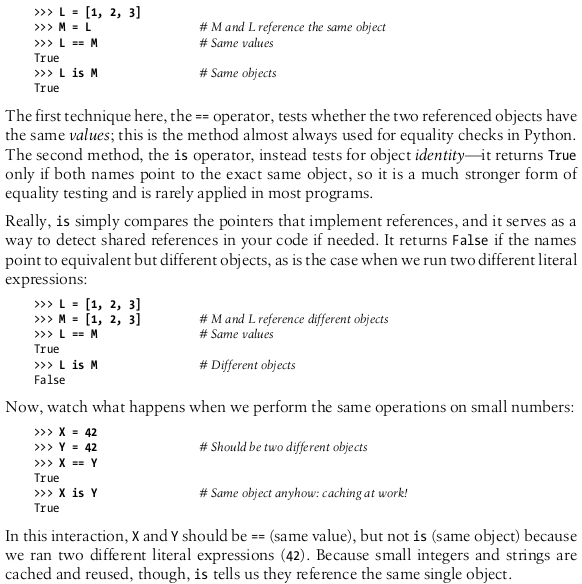 >>> L = [1, 2, 3]
>>> M = L # M and L reference the same object
>>> L == M # Same values
True
>>> L is M # Same objects
True
The first technique here, the == operator, tests whether the two referenced objects have
the same values; this is the method almost always used for equality checks in Python.
The second method, the is operator, instead tests for object identity—it returns True
only if both names point to the exact same object, so it is a much stronger form of
equality testing and is rarely applied in most programs.
Really, is simply compares the pointers that implement references, and it serves as a
way to detect shared references in your code if needed. It returns False if the names
point to equivalent but different objects, as is the case when we run two different literal
expressions:
>>> L = [1, 2, 3]
>>> M = [1, 2, 3] # M and L reference different objects
>>> L == M # Same values
True
>>> L is M # Different objects
False
Now, watch what happens when we perform the same operations on small numbers:
>>> X = 42
>>> Y = 42 # Should be two different objects
>>> X == Y
True
>>> X is Y # Same object anyhow: caching at work!
True
In this interaction, X and Y should be == (same value), but not is (same object) because
we ran two different literal expressions (42). Because small integers and strings are
cached and reused, though, is tells us they reference the same single object.